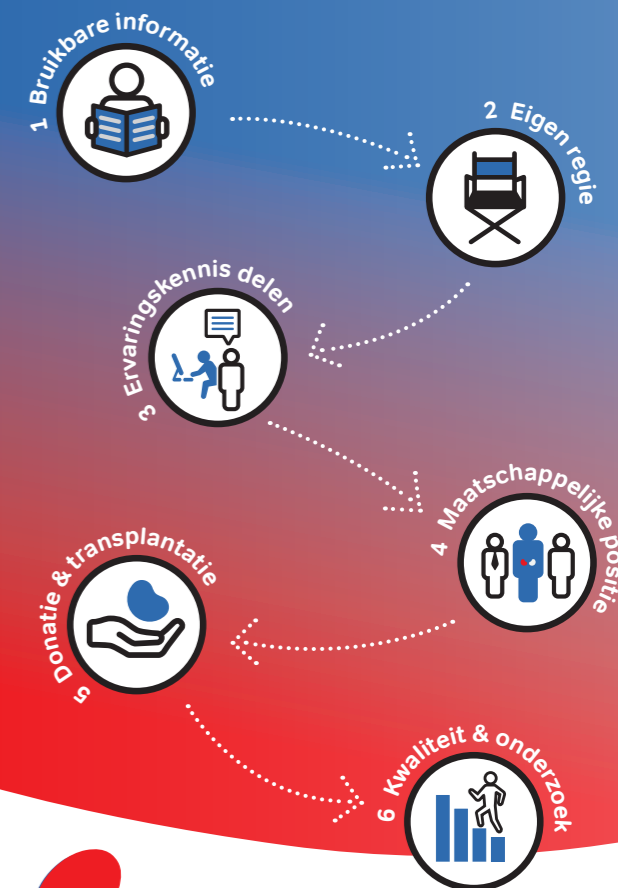 1 Bruikbare informatie
2 Eigen regie
3 Ervaringskennis delen
4 Maatschappelijke positie
5 Donatie & transplantatie
6 Kwaliteit & onderzoek